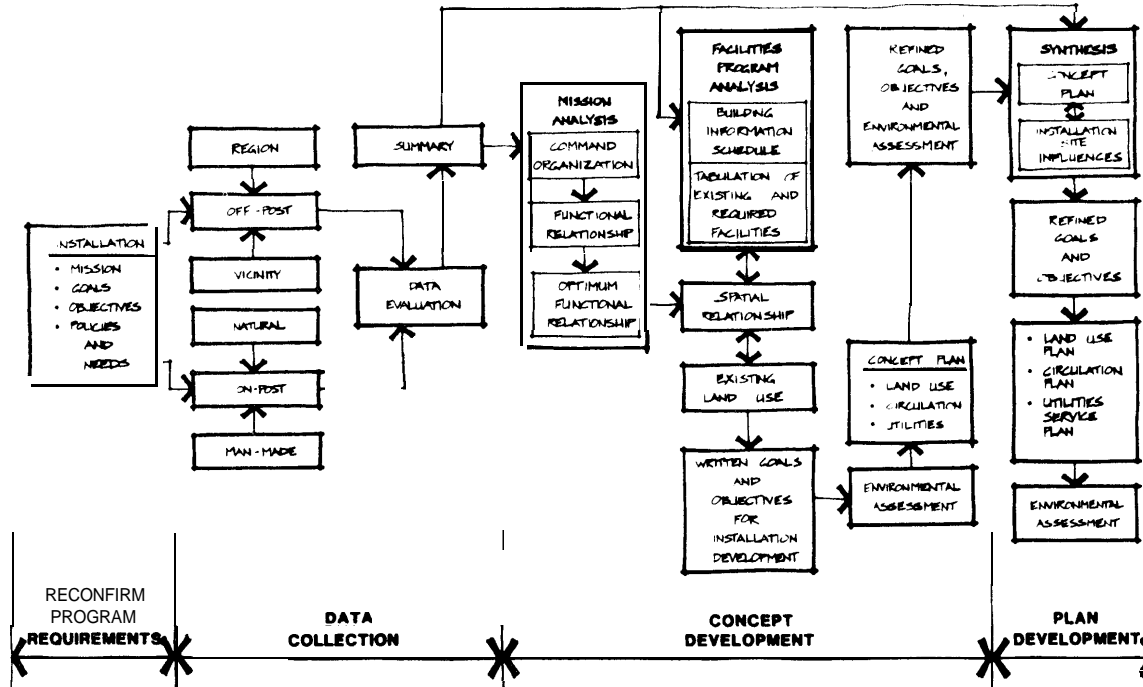 INSTALLATION
• MISSION
• GOALS
• OBJECTIVES
• POLICIES
AND
NEEDS
REGION
OFF-POST
VICINITY
NATURAL
ON-POST
MAN-MADE
SUMMARY
DATA
EVALUATION
MISSION
ANALYSIS
COMMAND
ORGANIZATION
FUNCTIONAL
RELATIONSHIP
OPTIMUM
FUNCTIONAL
RELATIONSHIP
FACILITIES
PROGRAM
ANALYSIS
BUILDING
INFORMATION
SCHEDULE
TABULATION OF
EXISTING AND
REQUIRED
FACILITIES
SPATIAL
RELATIONSHIP
EXISTING
LAND USE
WRITTEN GOALS
AND
OBJECTIVES
FOR
INSTALLATION
DEVELOPMENT
REFINED
GOALS,
OBJECTIVES
AND
ENVIRONMENTAL
ASSESSMENT
CONCEPT PLAN
• LAND USE
• CIRCULATION
• UTILITIES
ENVIRONMENTAL
ASSESSMENT
SYNTHESIS
CONCEPT
PLAN
INSTALLATION
SITE
INFLUENCES
REFINED
GOALS
AND
OBJECTIVES
• LAND USE
PLAN
• CIRCULATION
PLAN
• UTILITIES
SERVICE
PLAN
ENVIRONMENTAL
ASSESSMENT
RECONFIRM
PROGRAM
REQUIREMENTS
DATA
COLLECTION
CONCEPT
DEVELOPMENT
PLAN
DEVELOPMENT